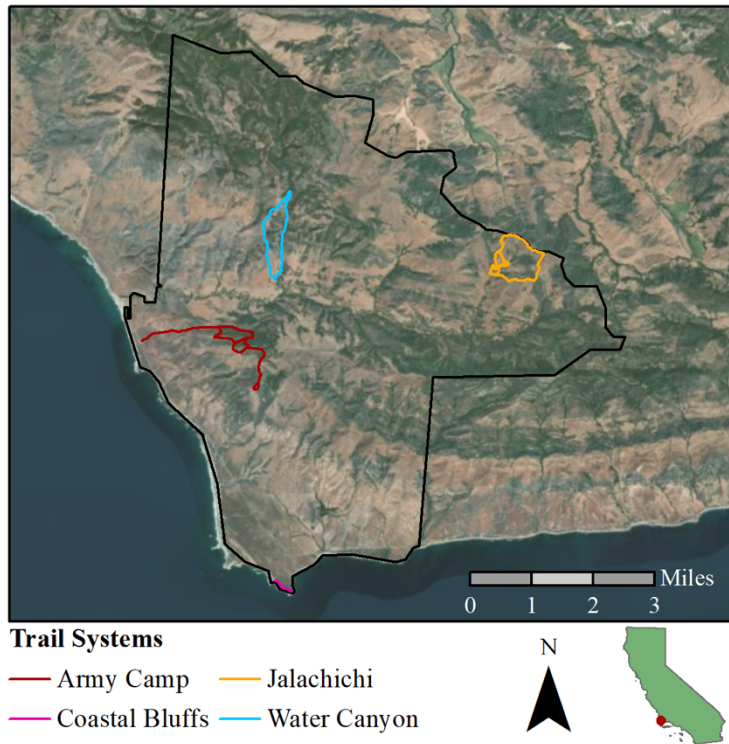 Miles
0 1 2 3
Trail Systems
Army Camp
Jalachichi
Coastal Bluffs
Water Canyon
N